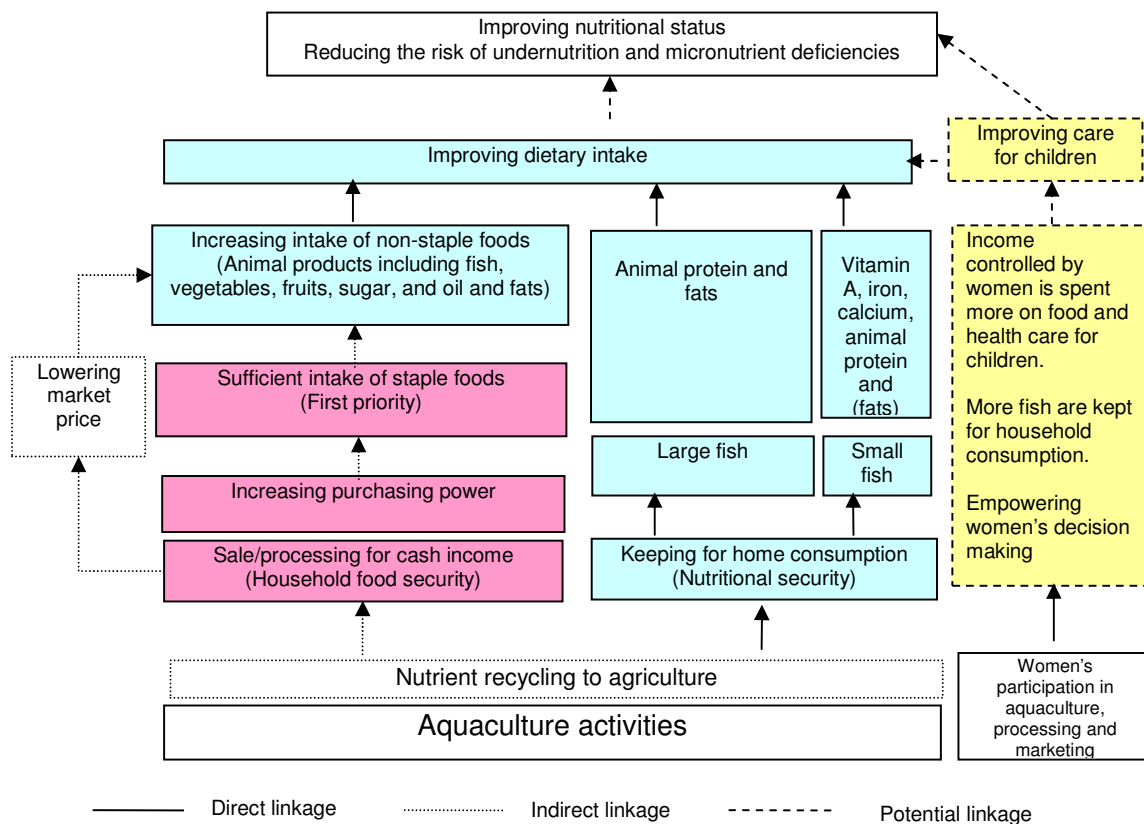 Improving nutritional status
Reducing the risk of undernutrition and micronutrient deficiencies
Improving care
for children
Improving dietary intake
Increasing intake of non-staple foods
(Animal products including fish,
vegetables, fruits, sugar, and oil and fats)
Animal protein and
fats
Vitamin
A, iron,
calcium,
animal
protein
and
(fats)
Income
controlled by
women is spent
more on food and
health care for
children.
More fish are kept
for household
consumption.
Empowering
women's decision
making
Lowering
market
price
Sufficient intake of staple foods
(First priority)
Large fish
Small
fish
Increasing purchasing power
Sale/processing for cash income
(Household food security)
Keeping for home consumption
(Nutritional security)
Nutrient recycling to agriculture
Aquaculture activities
Women's
participation in
aquaculture,
processing and
marketing
Direct linkage
Indirect linkage
Potential linkage